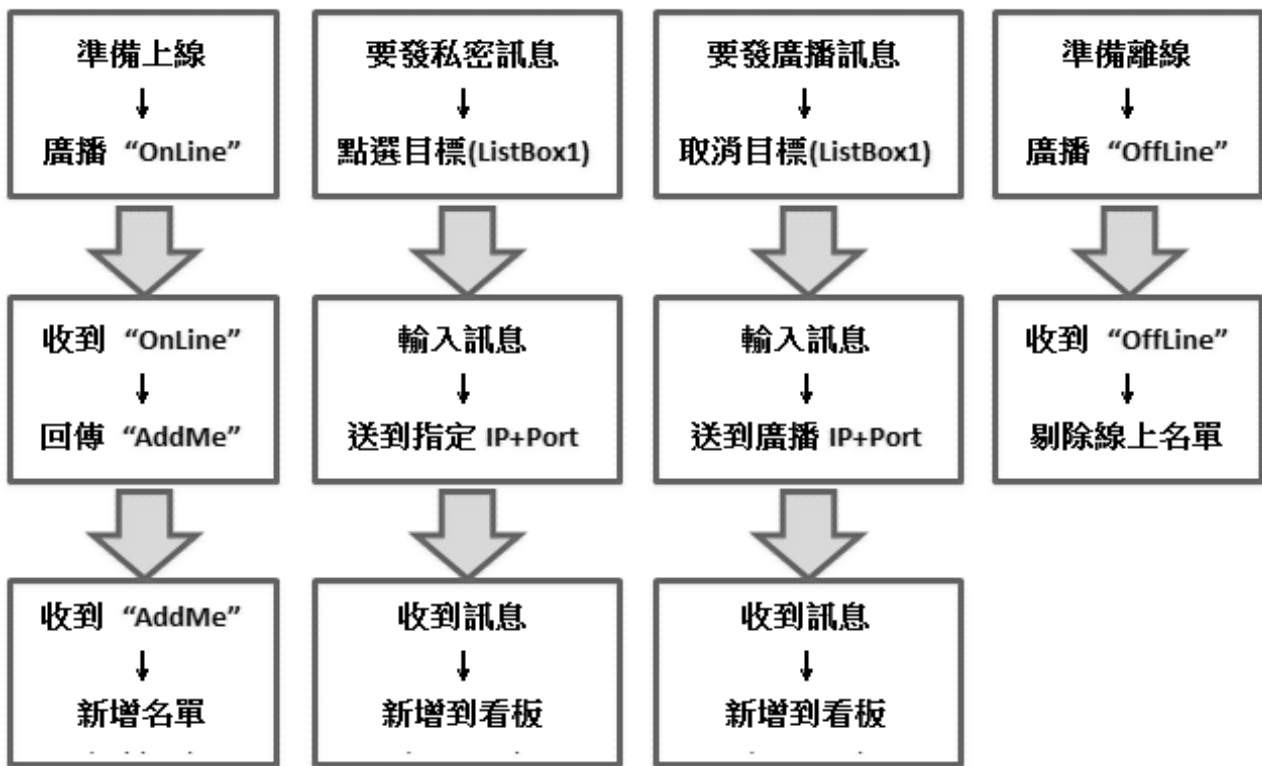 準備上線
廣播 “OnLine”
收到 “OnLine”
回傳 “AddMe”
收到 “AddMe”
新增名單
要發私密訊息
點選目標(ListBox1)
輸入訊息
送到指定 IP+Port
收到訊息
新增到看板
要發廣播訊息
取消目標(ListBox1)
輸入訊息
送到廣播 IP+Port
收到訊息
新增到看板
準備離線
廣播 “OffLine”
收到 “OffLine”
剔除線上名單